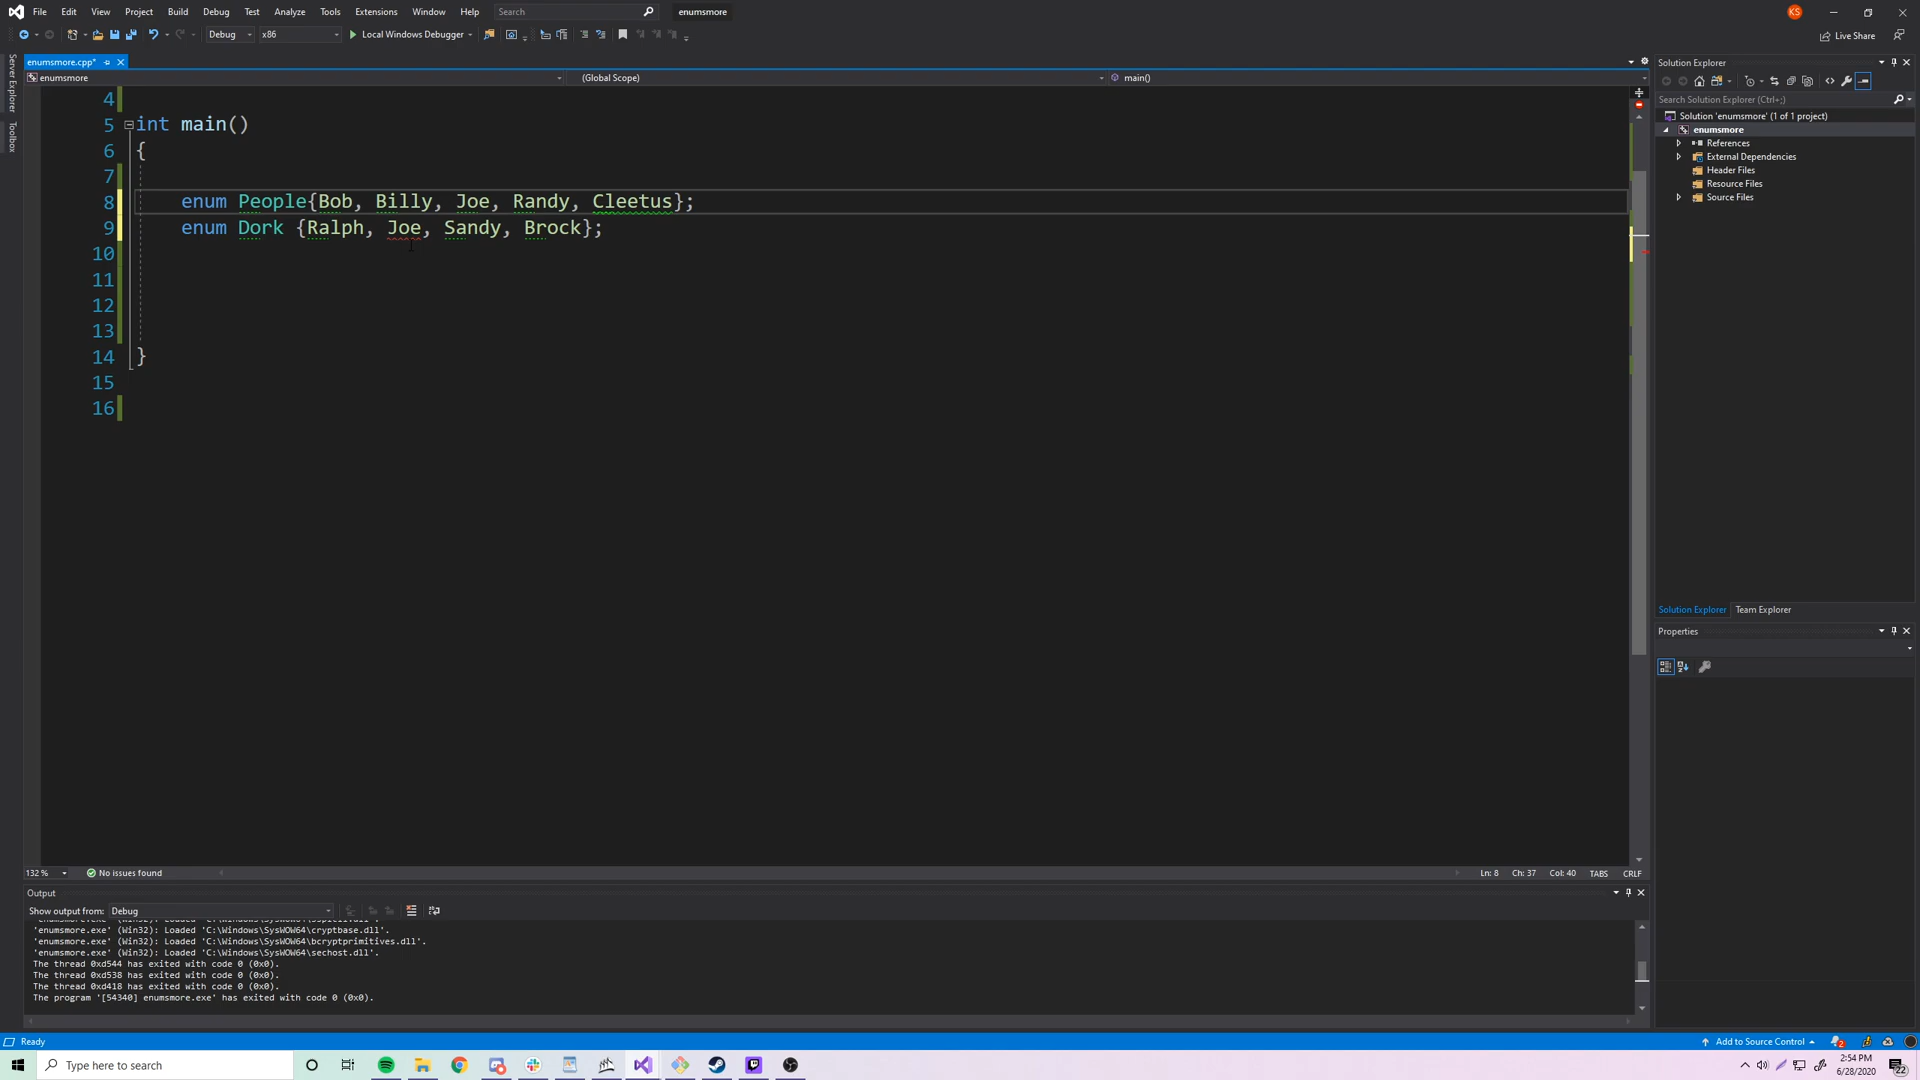 File Edit View Project Build Debug Test Analyze Tools Extensions Window Help Search enumsmore KS
Debug x86 Local Windows Debugger Live Share
Server Explorer
Toolbox
enumsmore.cpp*
enumsmore (Global Scope) main()
4
5 int main()
6 {
7
8 enum People{Bob, Billy, Joe, Randy, Cleetus};
9 enum Dork {Ralph, Joe, Sandy, Brock};
10
11
12
13
14 }
15
16
132 % No issues found Ln: 8 Ch: 37 Col: 40 TABS CRLF
Output
Show output from: Debug
'enumsmore.exe' (Win32): Loaded 'C:\Windows\SysWOW64\cryptbase.dll'.
'enumsmore.exe' (Win32): Loaded 'C:\Windows\SysWOW64\bcryptprimitives.dll'.
'enumsmore.exe' (Win32): Loaded 'C:\Windows\SysWOW64\sechost.dll'.
The thread 0xd544 has exited with code 0 (0x0).
The thread 0xd538 has exited with code 0 (0x0).
The thread 0xd418 has exited with code 0 (0x0).
The program '[54340] enumsmore.exe' has exited with code 0 (0x0).
Solution Explorer
Search Solution Explorer (Ctrl+;)
Solution 'enumsmore' (1 of 1 project)
enumsmore
References
External Dependencies
Header Files
Resource Files
Source Files
Solution Explorer Team Explorer
Properties
Ready Add to Source Control 2
Type here to search
2:54 PM
6/28/2020
22